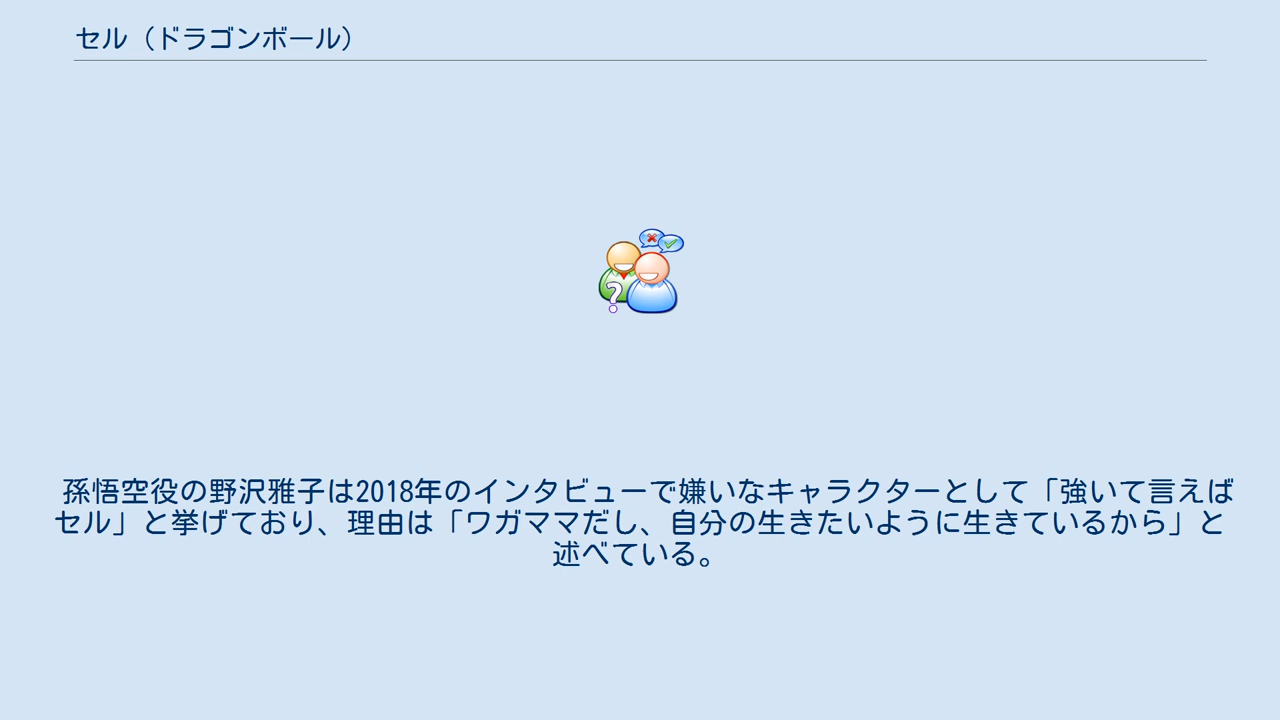 セル（ドラゴンボール）
孫悟空役の野沢雅子は2018年のインタビューで嫌いなキャラクターとして「強いて言えば
セル」と挙げており、理由は「ワガママだし、自分の生きたいように生きているから」と
述べている。